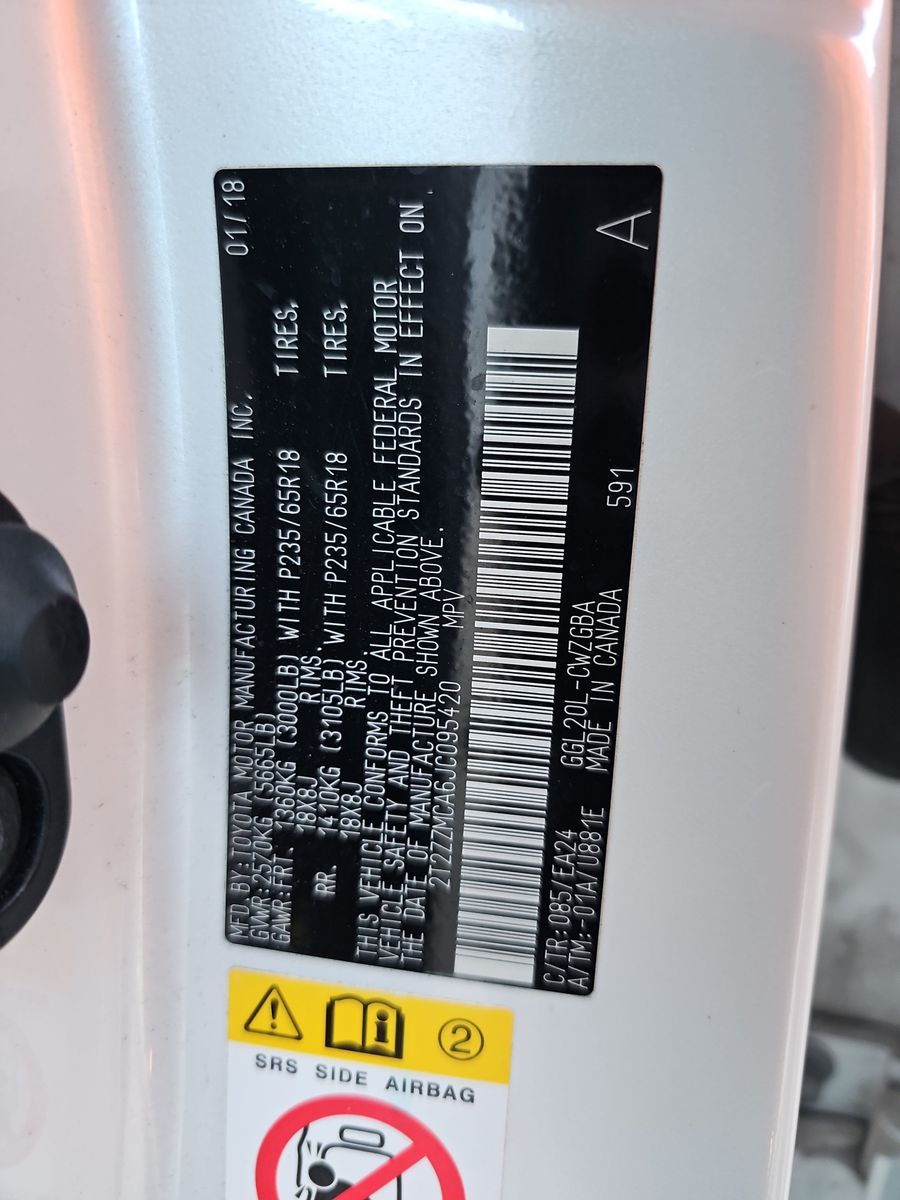 MFD.BY:TOYOTA MOTOR MANUFACTURING CANADA INC. 01/18
GVWR:2570KG (5665LB)
GAWR:FRT. 1360KG (3000LB) WITH P235/65R18 TIRES,
18X8J RIMS.
RR. 1410KG (3105LB) WITH P235/65R18 TIRES,
18X8J RIMS.
THIS VEHICLE CONFORMS TO ALL APPLICABLE FEDERAL MOTOR
VEHICLE SAFETY AND THEFT PREVENTION STANDARDS IN EFFECT ON
THE DATE OF MANUFACTURE SHOWN ABOVE.
2T2ZZMCA6JC095420 MPV
C/TR:085/EA24 GGL20L-CWZGBA
A/TM:-01A/U881E MADE IN CANADA 591 A
2
SRS SIDE AIRBAG